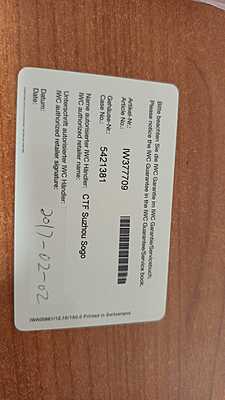 Bitte beachten Sie die IWC Garantie im IWC Garantie/Servicebuch.
Please notice the IWC Guarantee in the IWC Guarantee/Service book.
Artikel-Nr.:
Article No.: IW377709
Gehäuse-Nr.:
Case No.: 5421381
Name autorisierter IWC Händler: CTF Suzhou Sogo
IWC authorized retailer name:
Unterschrift autorisierter IWC Händler:
IWC authorized retailer signature:
Datum: 2017-02-02
Date:
Printed in Switzerland